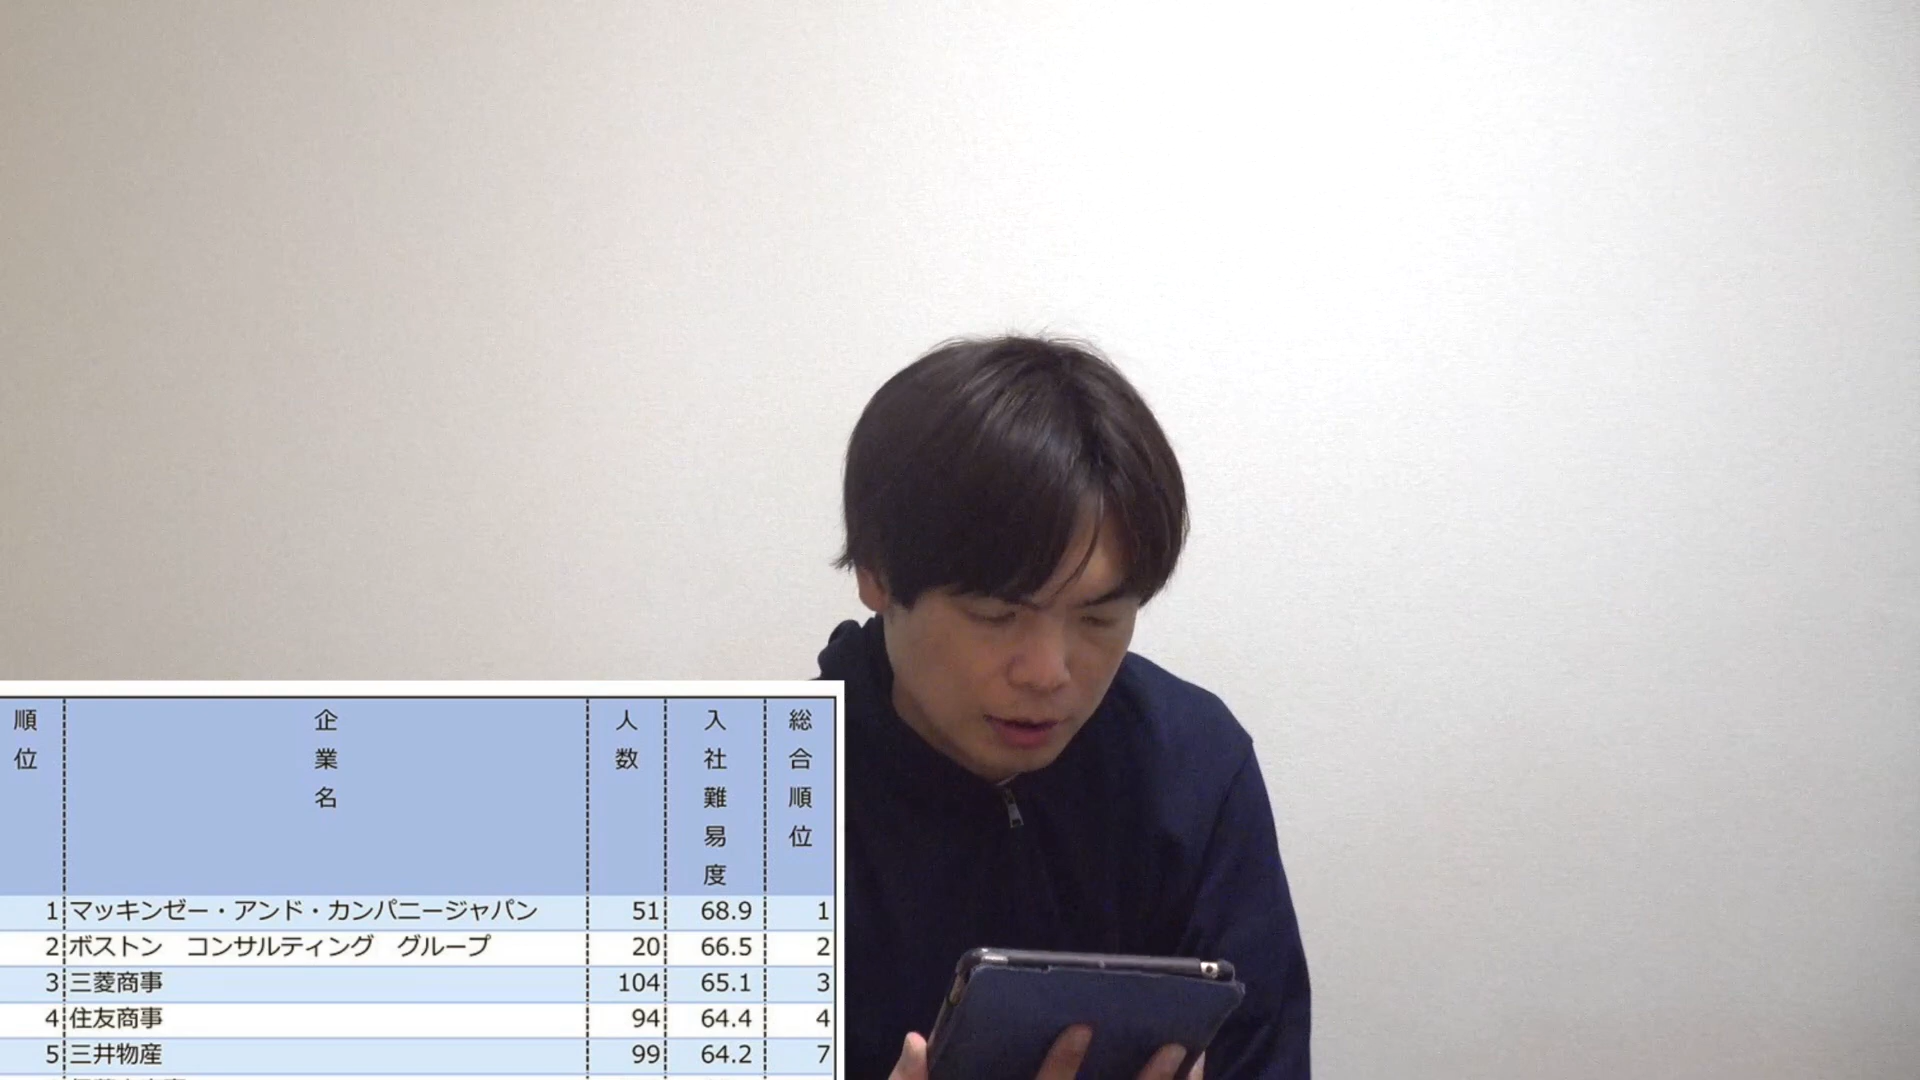 順位 企業名 人数 入社難易度 総合順位
1 マッキンゼー・アンド・カンパニージャパン 51 68.9 1
2 ボストン　コンサルティング　グループ 20 66.5 2
3 三菱商事 104 65.1 3
4 住友商事 94 64.4 4
5 三井物産 99 64.2 7